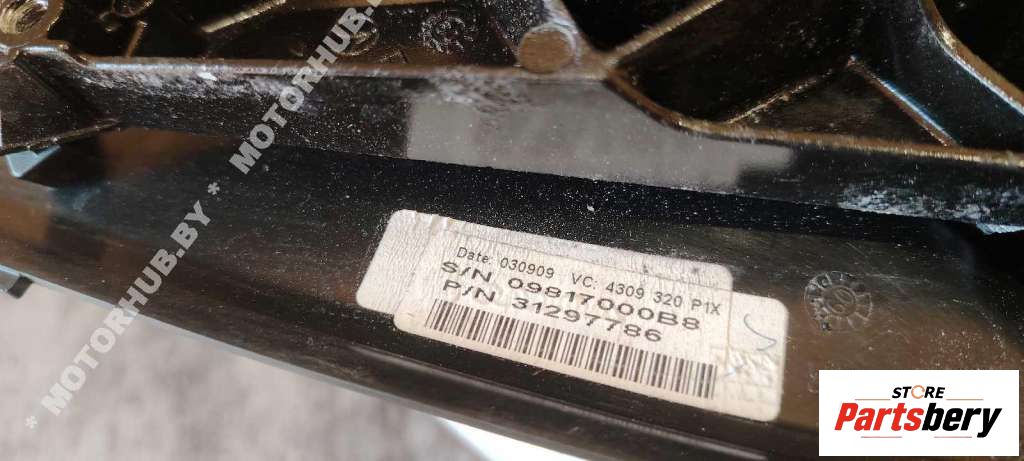 * MOTORHUB.BY * MOTORHUB.BY
Date: 030909 VC: 4309 320 P1X
S/N 09817000B8
P/N 31297786
STORE
Partsbery